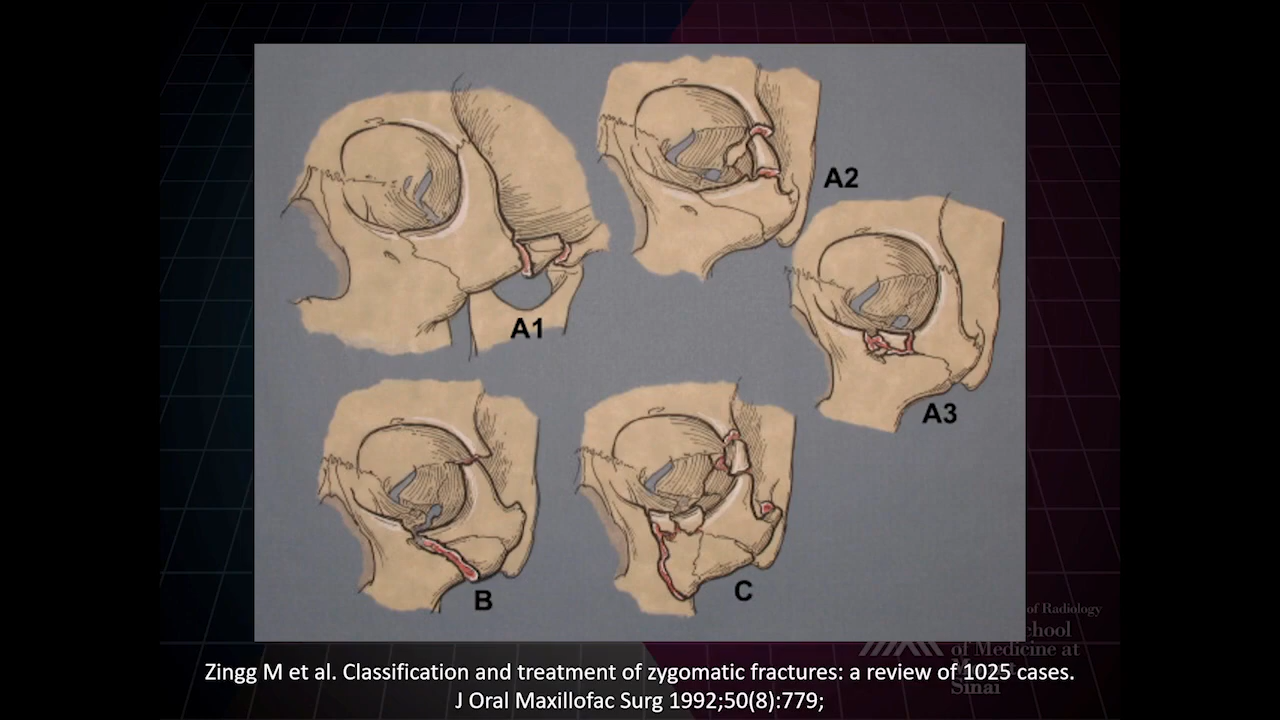 A2
A1
A3
B
C
of Radiology
chool
of Medicine at
Sinai
Zingg M et al. Classification and treatment of zygomatic fractures: a review of 1025 cases.
J Oral Maxillofac Surg 1992;50(8):779;